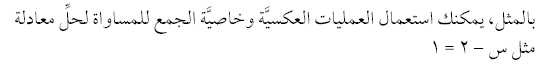 بالمثل، يمكنك استعمال العمليات العكسيَّة وخاصيَّة الجمع للمساواة لحلِّ معادلة
مثل س – ٢ = ١